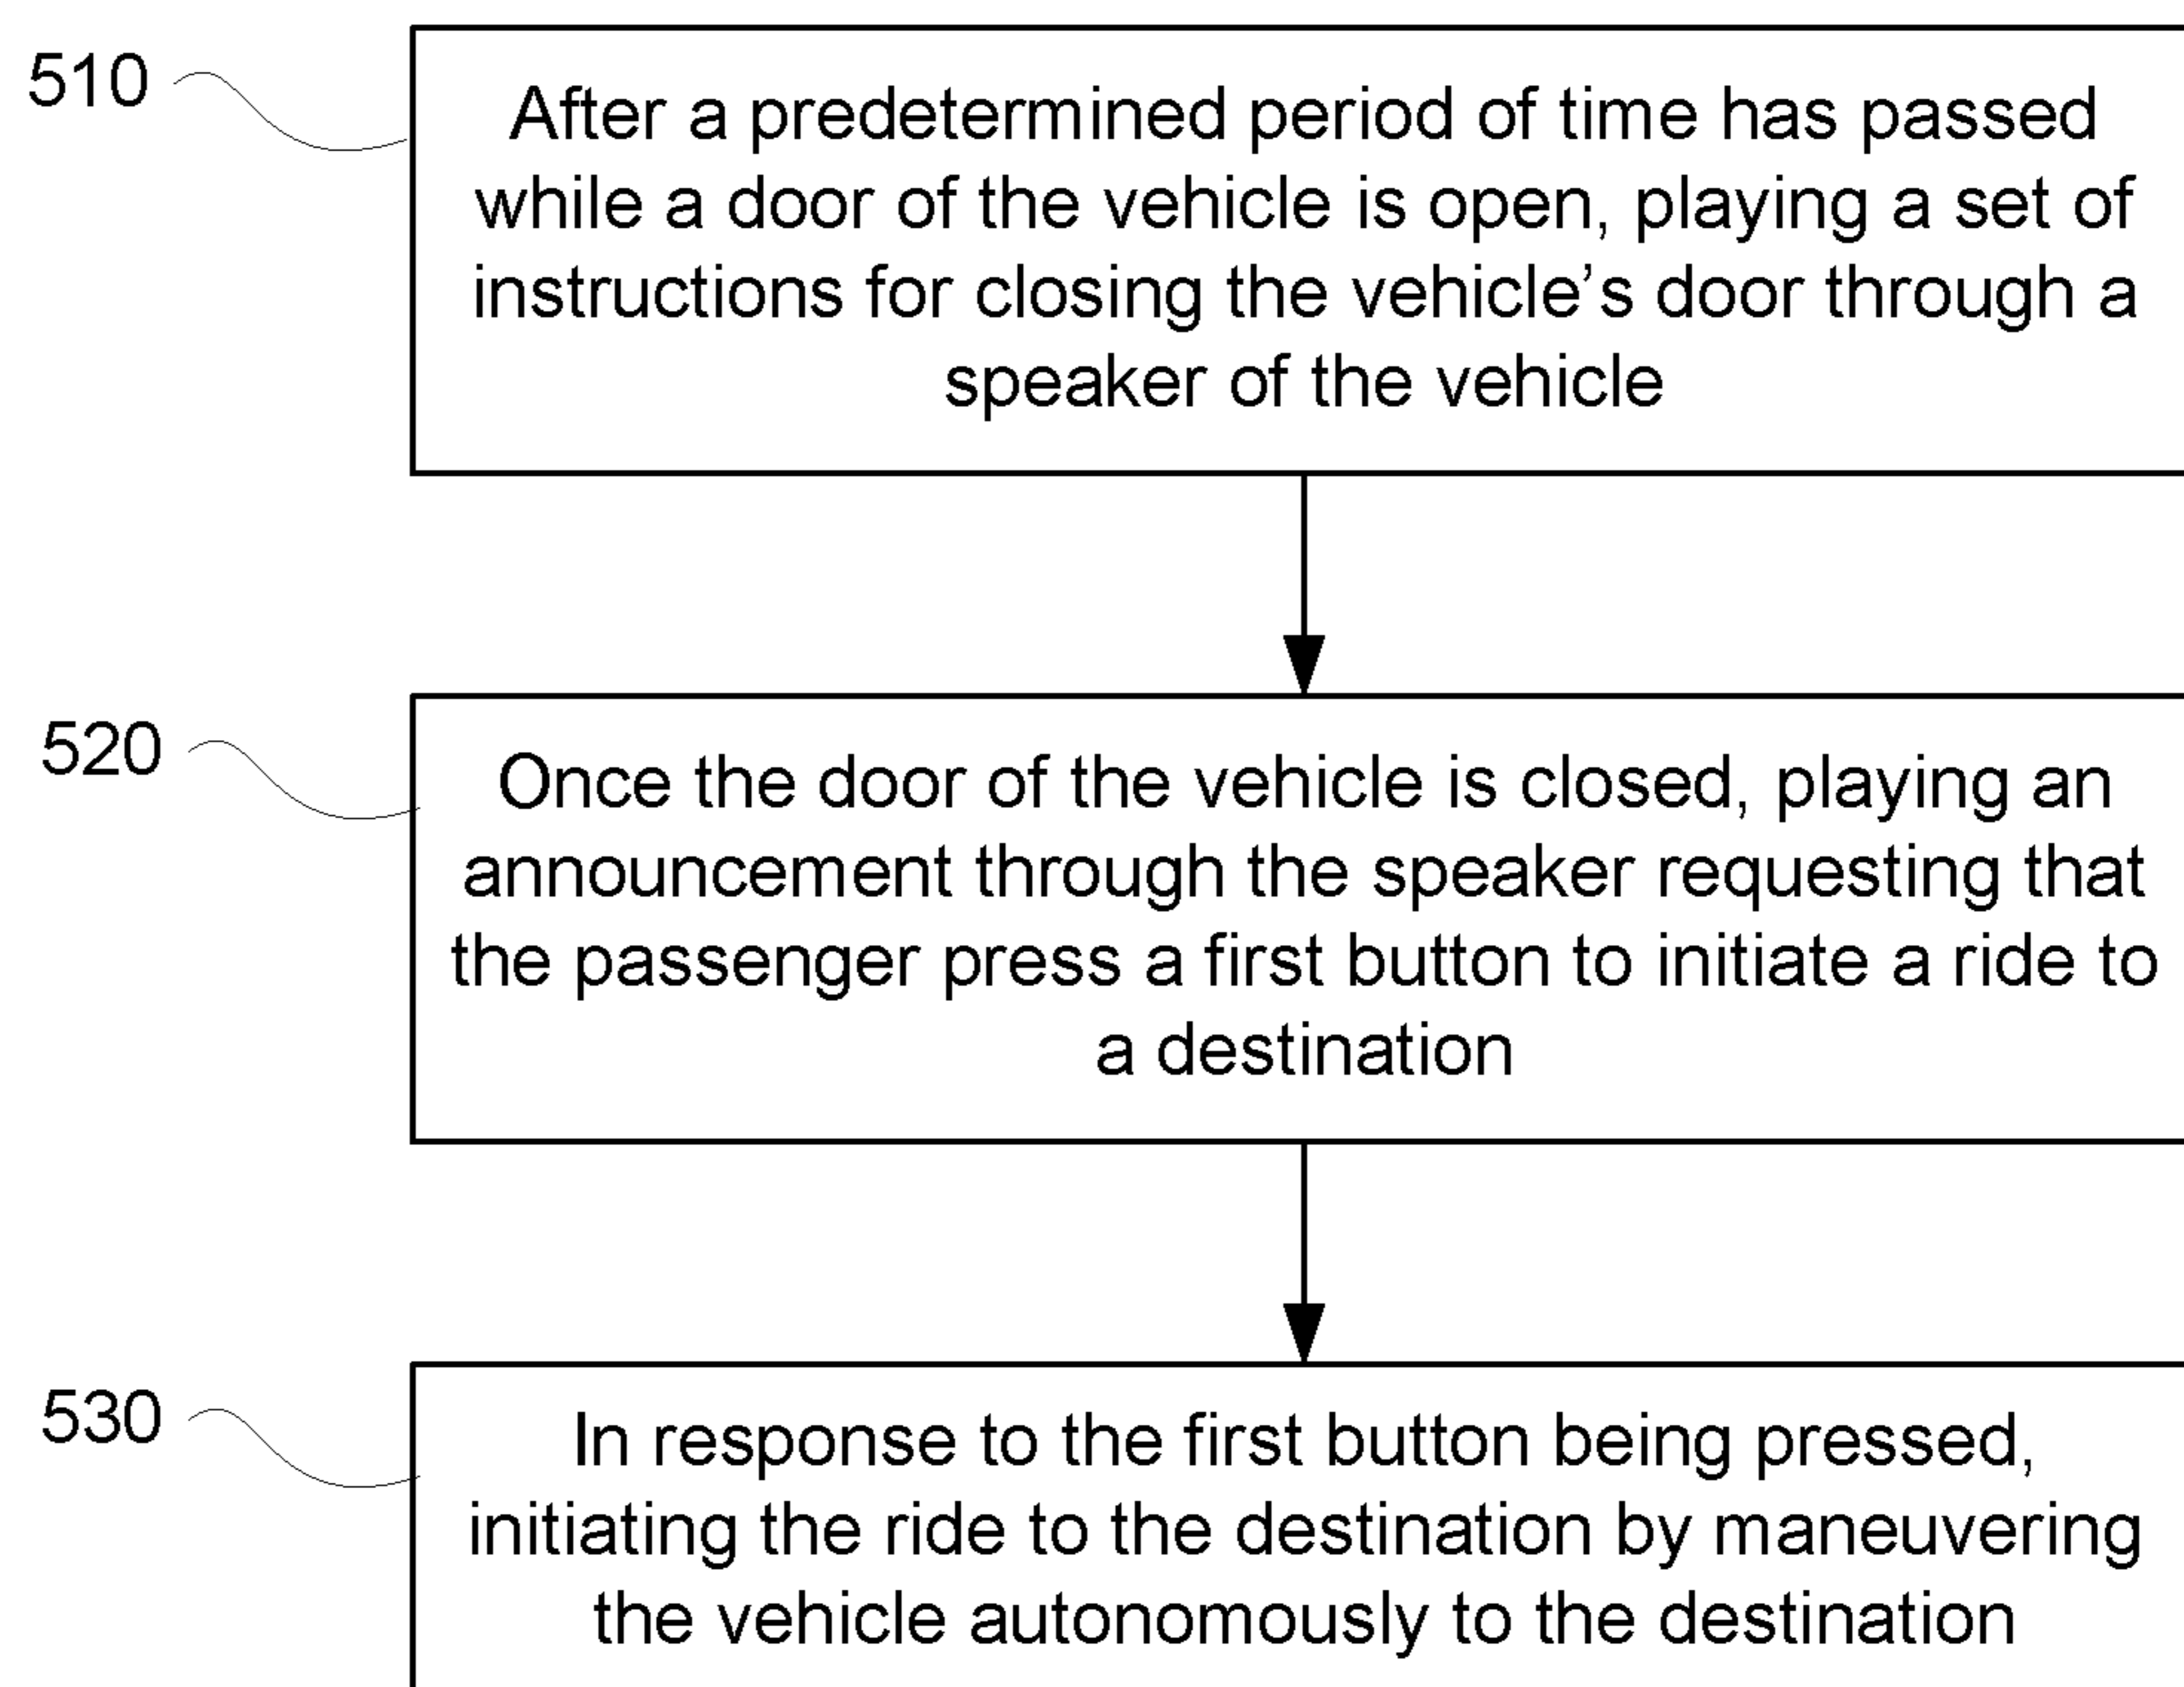 510
After a predetermined period of time has passed
while a door of the vehicle is open, playing a set of
instructions for closing the vehicle's door through a
speaker of the vehicle
520
Once the door of the vehicle is closed, playing an
announcement through the speaker requesting that
the passenger press a first button to initiate a ride to
a destination
530
In response to the first button being pressed,
initiating the ride to the destination by maneuvering
the vehicle autonomously to the destination